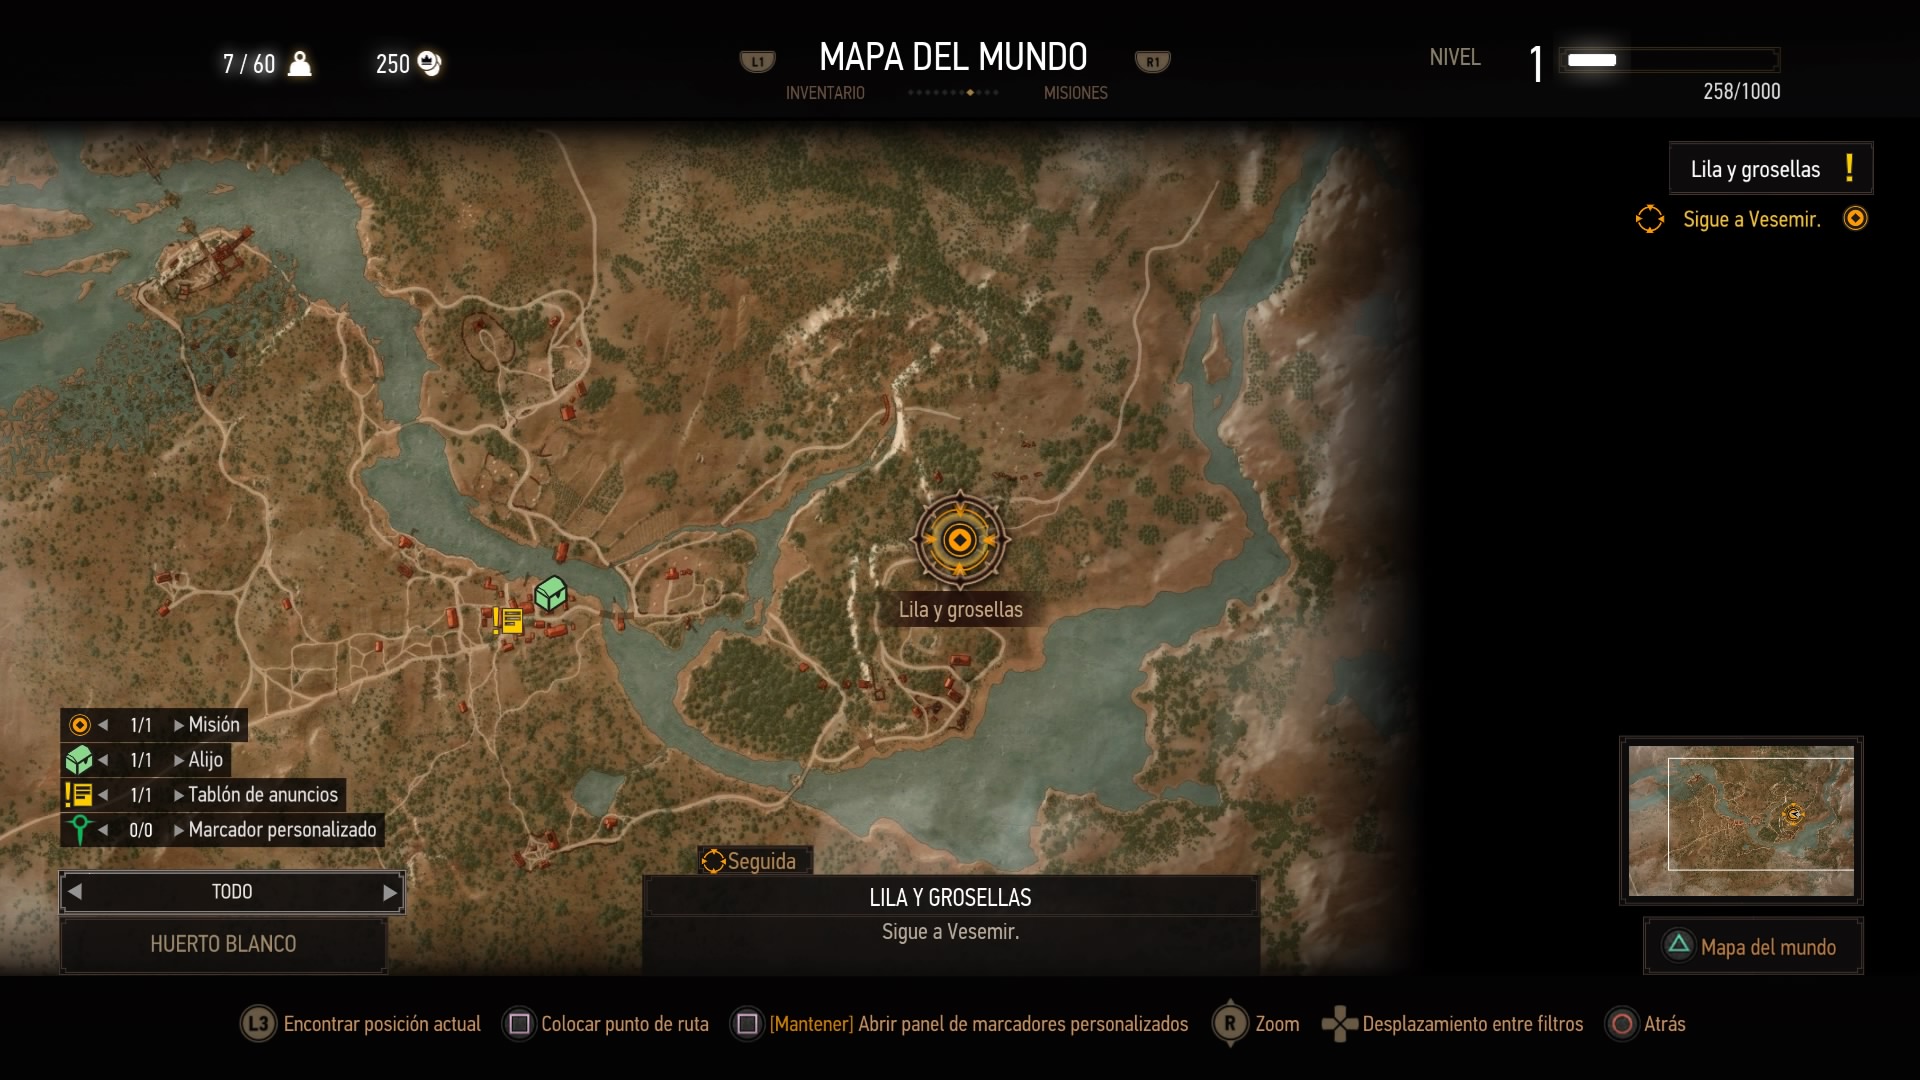 7 / 60
250
L1
MAPA DEL MUNDO
R1
INVENTARIO
MISIONES
NIVEL
1
258/1000
Lila y grosellas
Sigue a Vesemir.
Lila y grosellas
1/1 Misión
1/1 Alijo
1/1 Tablón de anuncios
0/0 Marcador personalizado
TODO
HUERTO BLANCO
Seguida
LILA Y GROSELLAS
Sigue a Vesemir.
Mapa del mundo
L3 Encontrar posición actual
Colocar punto de ruta
[Mantener] Abrir panel de marcadores personalizados
R Zoom
Desplazamiento entre filtros
Atrás